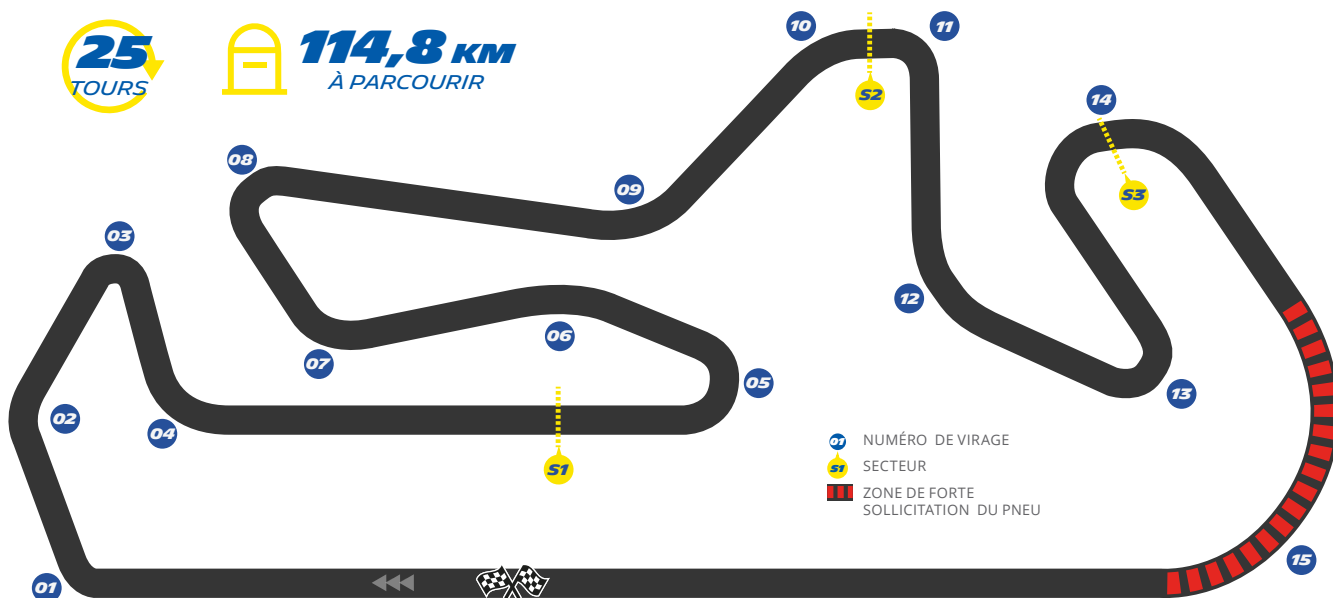 25
TOURS
114,8 KM
À PARCOURIR
10
11
S2
14
08
09
S3
03
12
06
07
05
13
02
04
S1
01 NUMÉRO DE VIRAGE
S1 SECTEUR
ZONE DE FORTE
SOLLICITATION DU PNEU
15
01